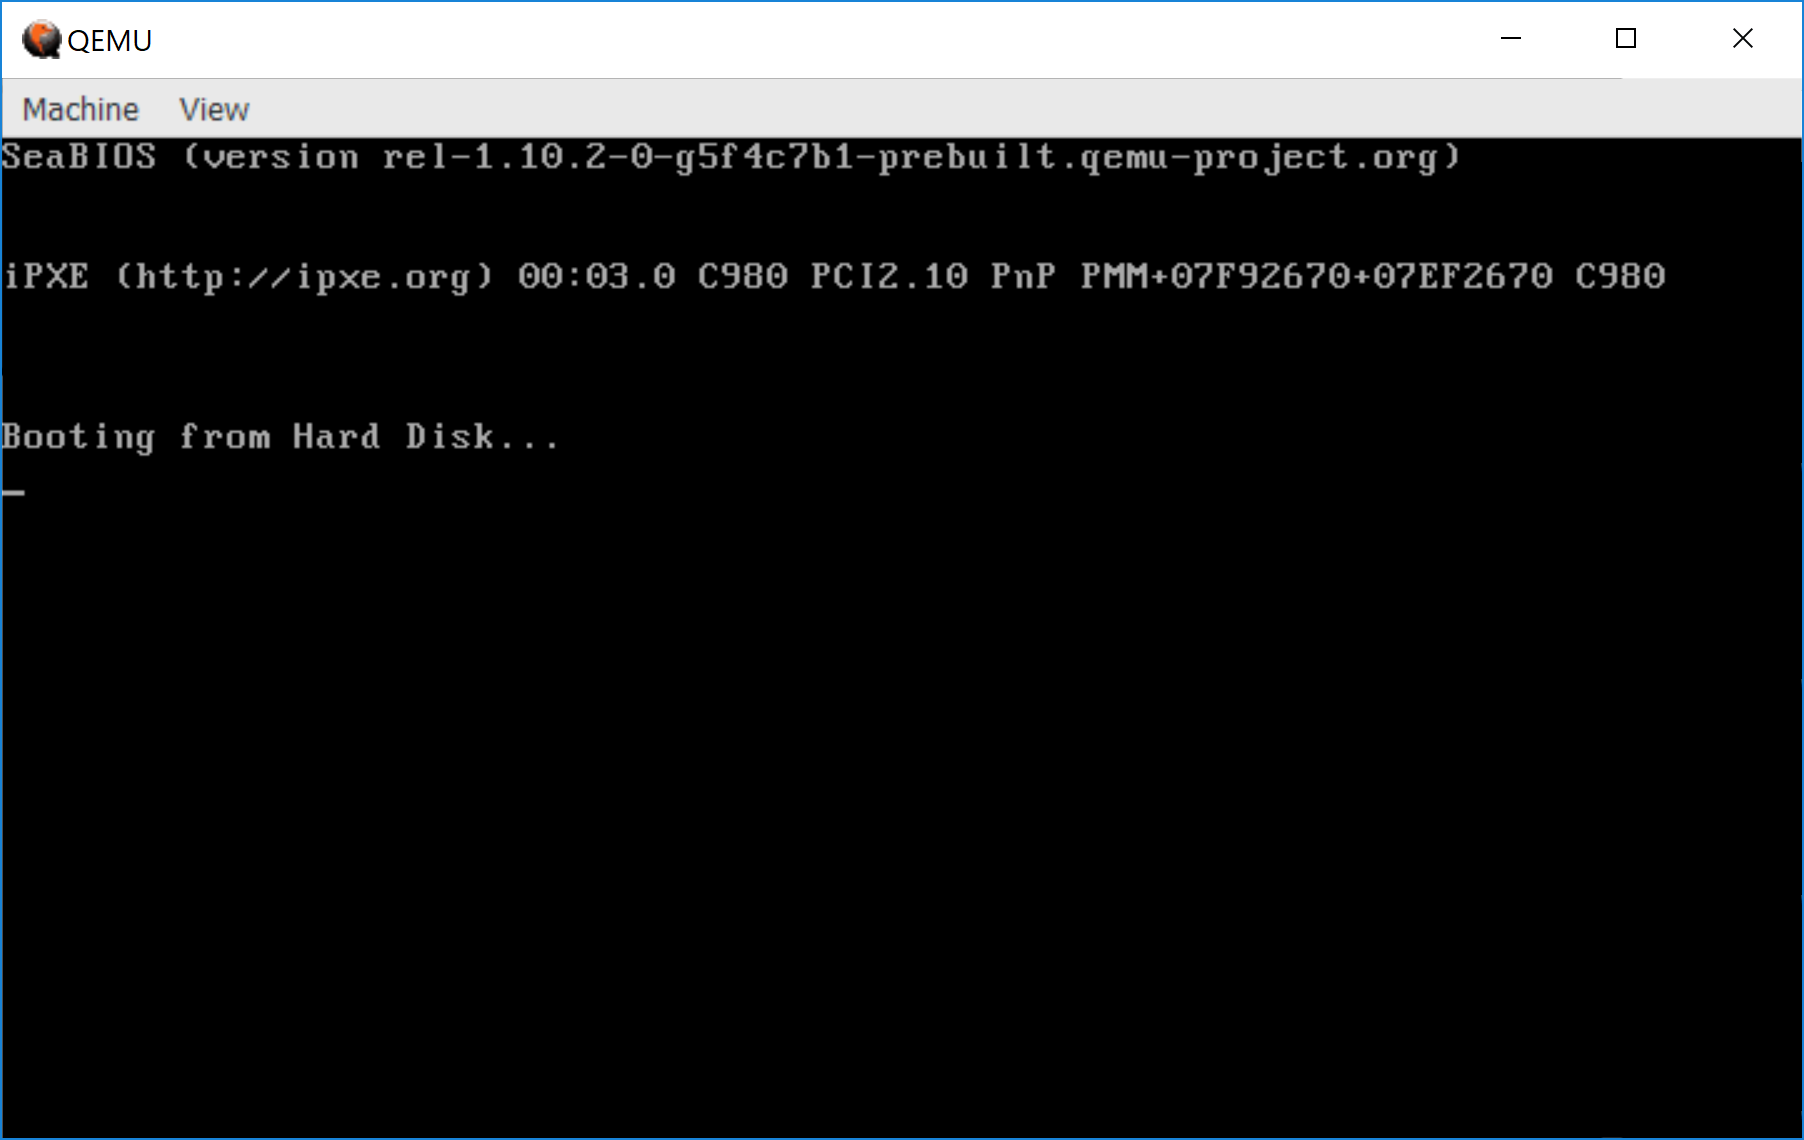 QEMU
Machine View
SeaBIOS (version rel-1.10.2-0-g5f4c7b1-prebuilt.qemu-project.org)
iPXE (http://ipxe.org) 00:03.0 C980 PCI2.10 PnP PMM+07F92670+07EF2670 C980
Booting from Hard Disk...
_